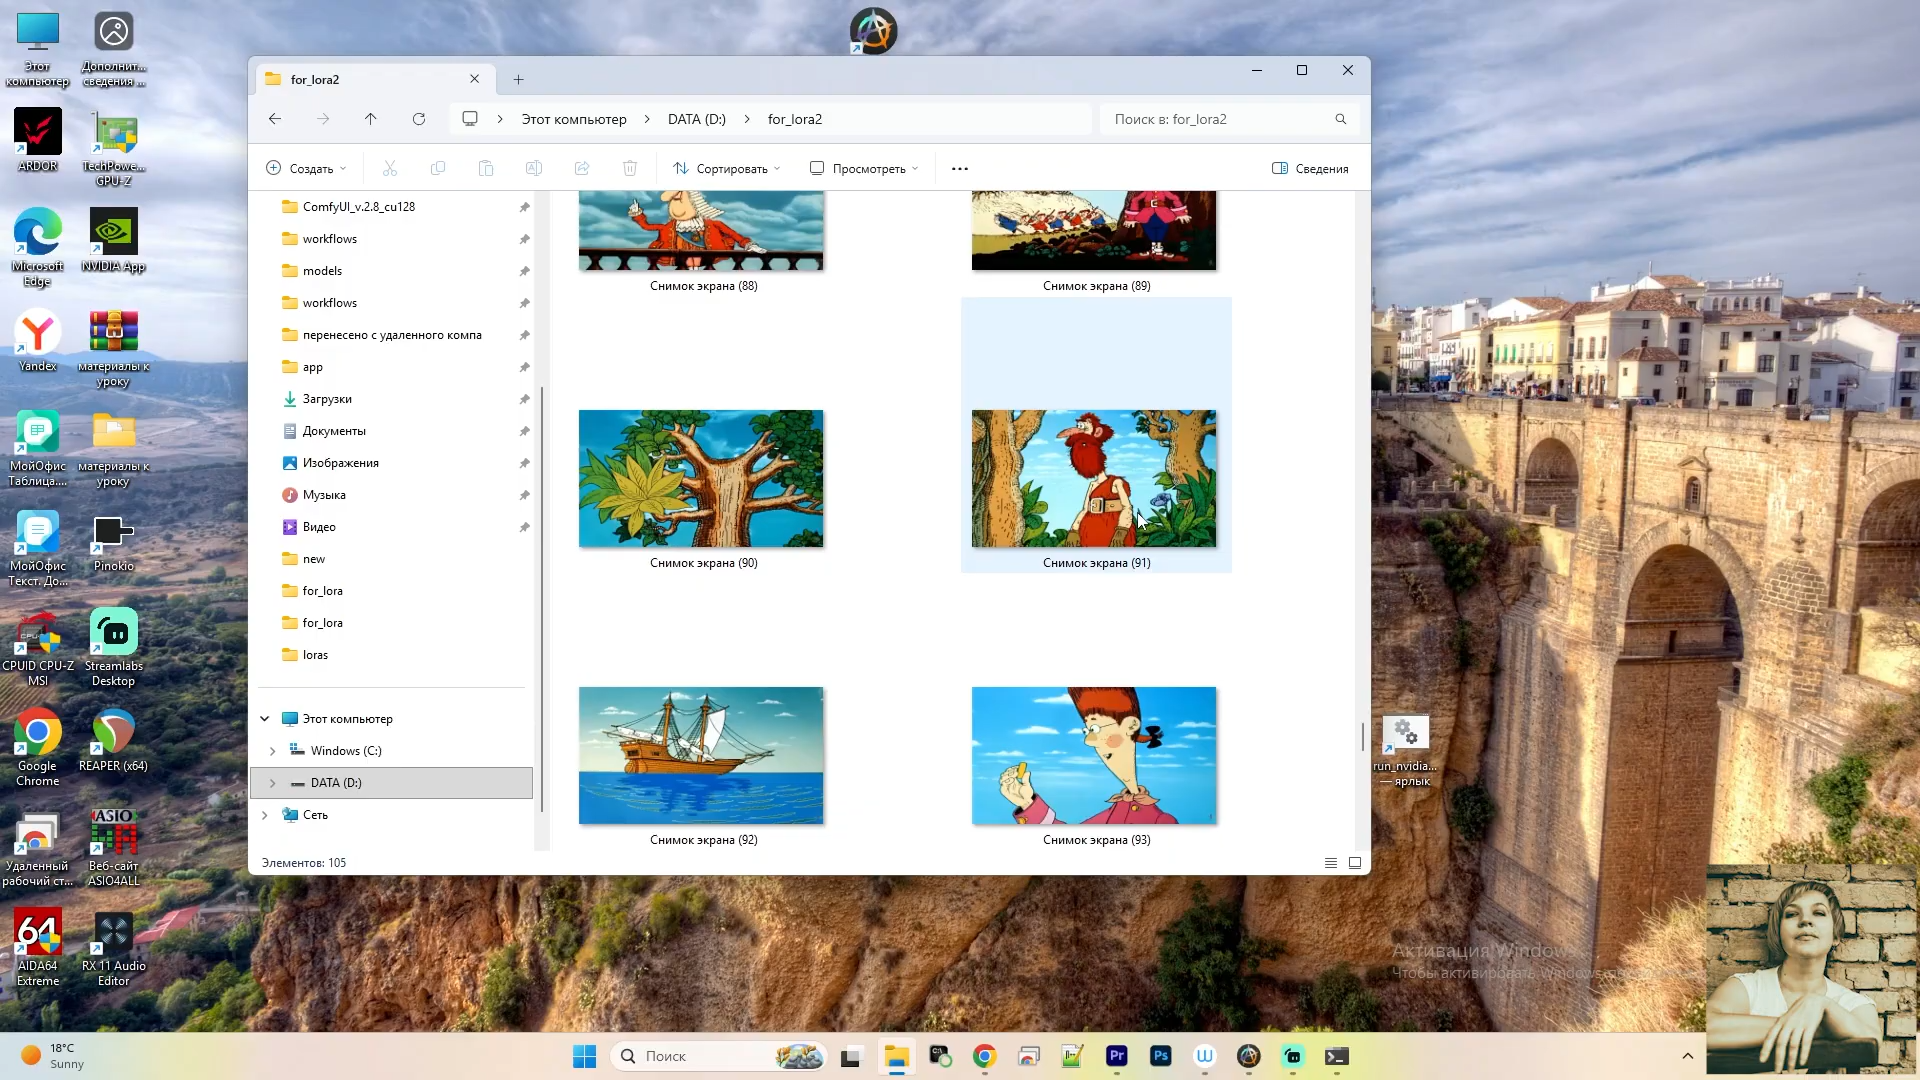 Этот
компьютер
Дополнит...
сведения ...
ARDOR
TechPowe...
GPU-Z
Microsoft
Edge
NVIDIA App
Yandex
материалы к
уроку
МойОфис
Таблица....
материалы к
уроку
МойОфис
Текст. До...
Pinokio
CPUID CPU-Z
MSI
Streamlabs
Desktop
Google
Chrome
REAPER (x64)
Удаленный
рабочий ст...
Веб-сайт
ASIO4ALL
AIDA64
Extreme
RX 11 Audio
Editor
for_lora2
Этот компьютер
DATA (D:)
for_lora2
Поиск в: for_lora2
Создать
Сортировать
Просмотреть
Сведения
ComfyUI_v.2.8_cu128
workflows
models
workflows
перенесено с удаленного компа
app
Загрузки
Документы
Изображения
Музыка
Видео
new
for_lora
for_lora
loras
Этот компьютер
Windows (C:)
DATA (D:)
Сеть
Снимок экрана (88)
Снимок экрана (89)
Снимок экрана (90)
Снимок экрана (91)
Снимок экрана (92)
Снимок экрана (93)
Элементов: 105
run_nvidia...
— ярлык
Активация Windows
Чтобы активировать Windows,
18°C
Sunny
Поиск
Pr
Ps